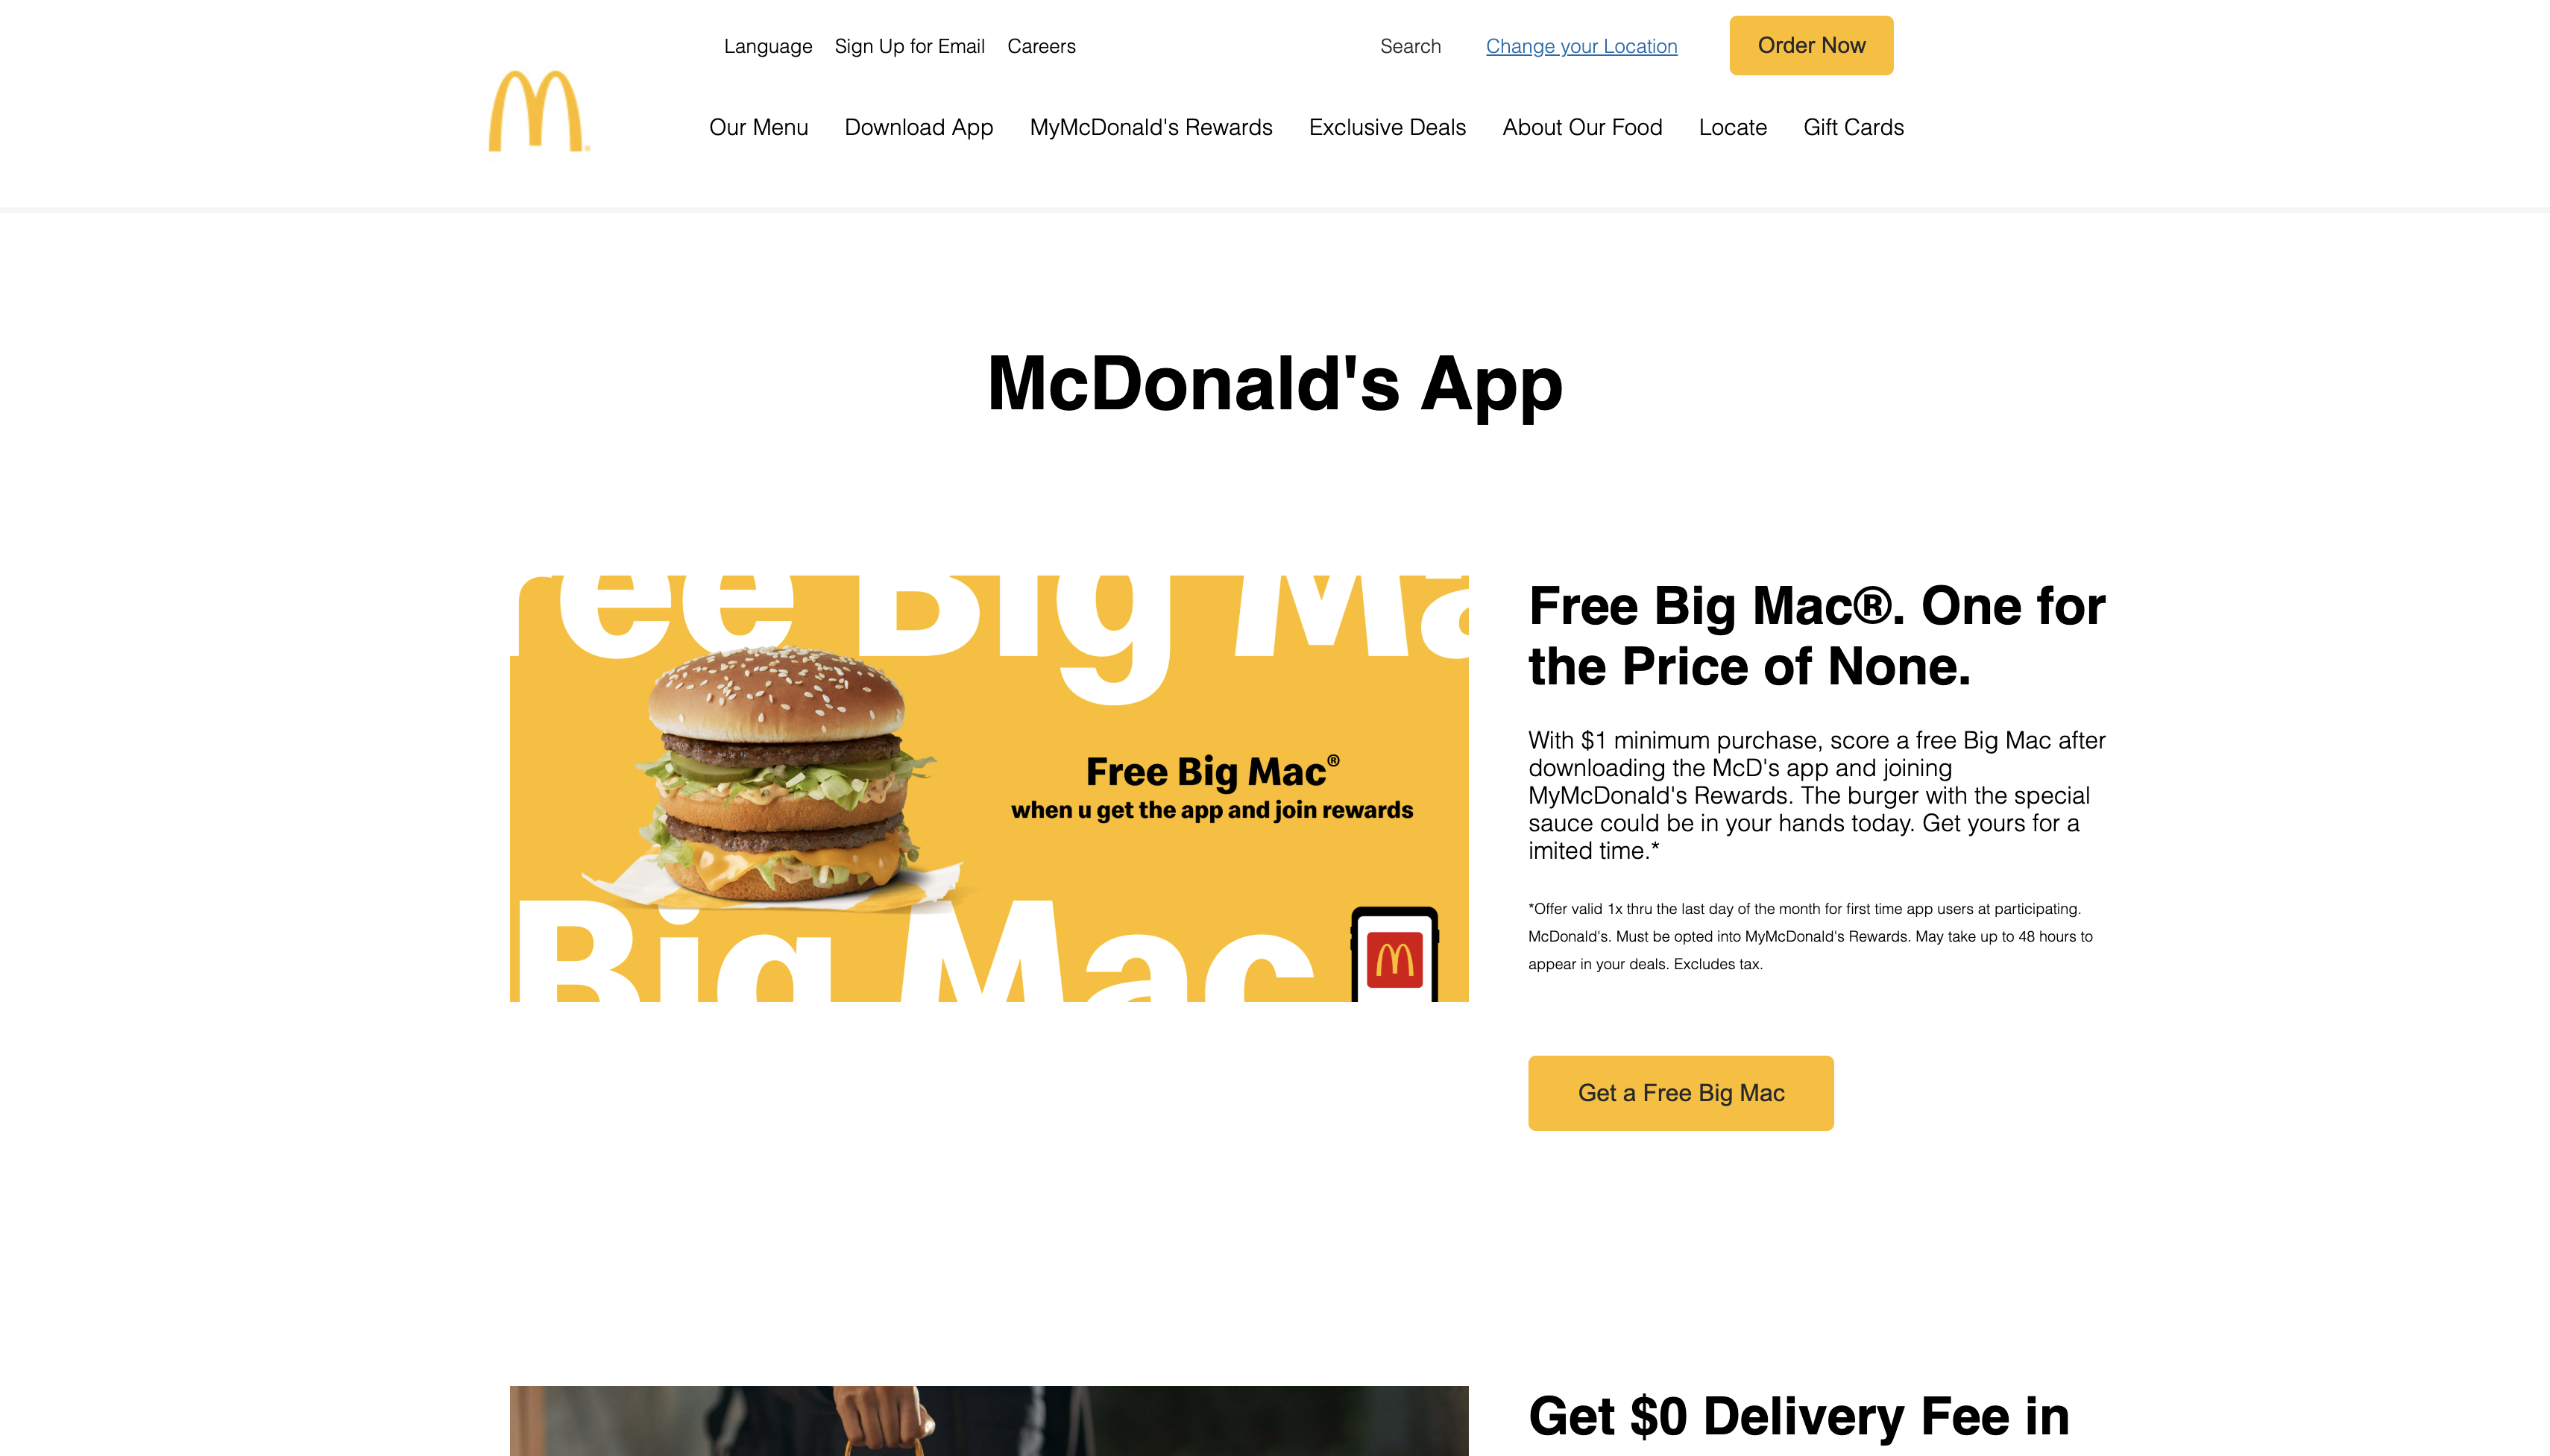 Language Sign Up for Email Careers Search Change your Location Order Now
Our Menu Download App MyMcDonald's Rewards Exclusive Deals About Our Food Locate Gift Cards
McDonald's App
ree Big Ma
Free Big Mac®
when u get the app and join rewards
Big Mac
Free Big Mac®. One for
the Price of None.
With $1 minimum purchase, score a free Big Mac after
downloading the McD's app and joining
MyMcDonald's Rewards. The burger with the special
sauce could be in your hands today. Get yours for a
imited time.*
*Offer valid 1x thru the last day of the month for first time app users at participating.
McDonald's. Must be opted into MyMcDonald's Rewards. May take up to 48 hours to
appear in your deals. Excludes tax.
Get a Free Big Mac
Get $0 Delivery Fee in